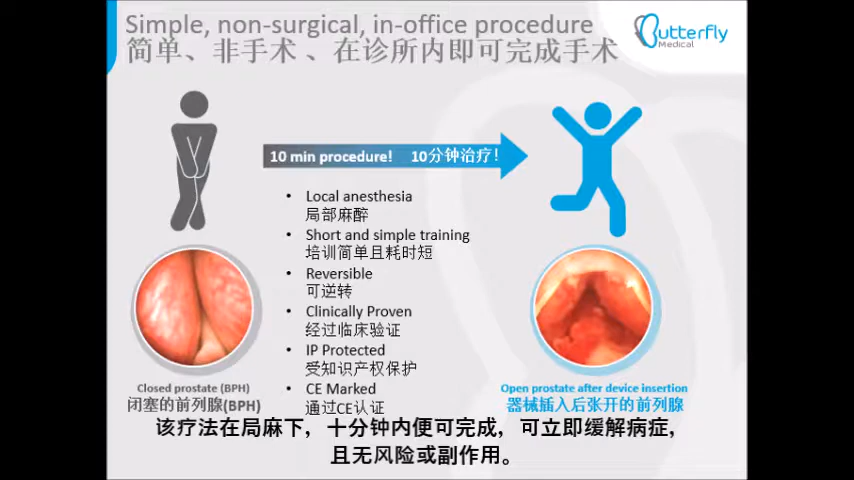 Simple, non-surgical, in-office procedure
简单、非手术 、在诊所内即可完成手术
Butterfly
Medical
10 min procedure! 10分钟治疗!
• Local anesthesia
局部麻醉
• Short and simple training
培训简单且耗时短
• Reversible
可逆转
• Clinically Proven
经过临床验证
• IP Protected
受知识产权保护
• CE Marked
通过CE认证
Closed prostate (BPH)
闭塞的前列腺(BPH)
Open prostate after device insertion
器械插入后张开的前列腺
该疗法在局麻下，十分钟内便可完成，可立即缓解病症，
且无风险或副作用。